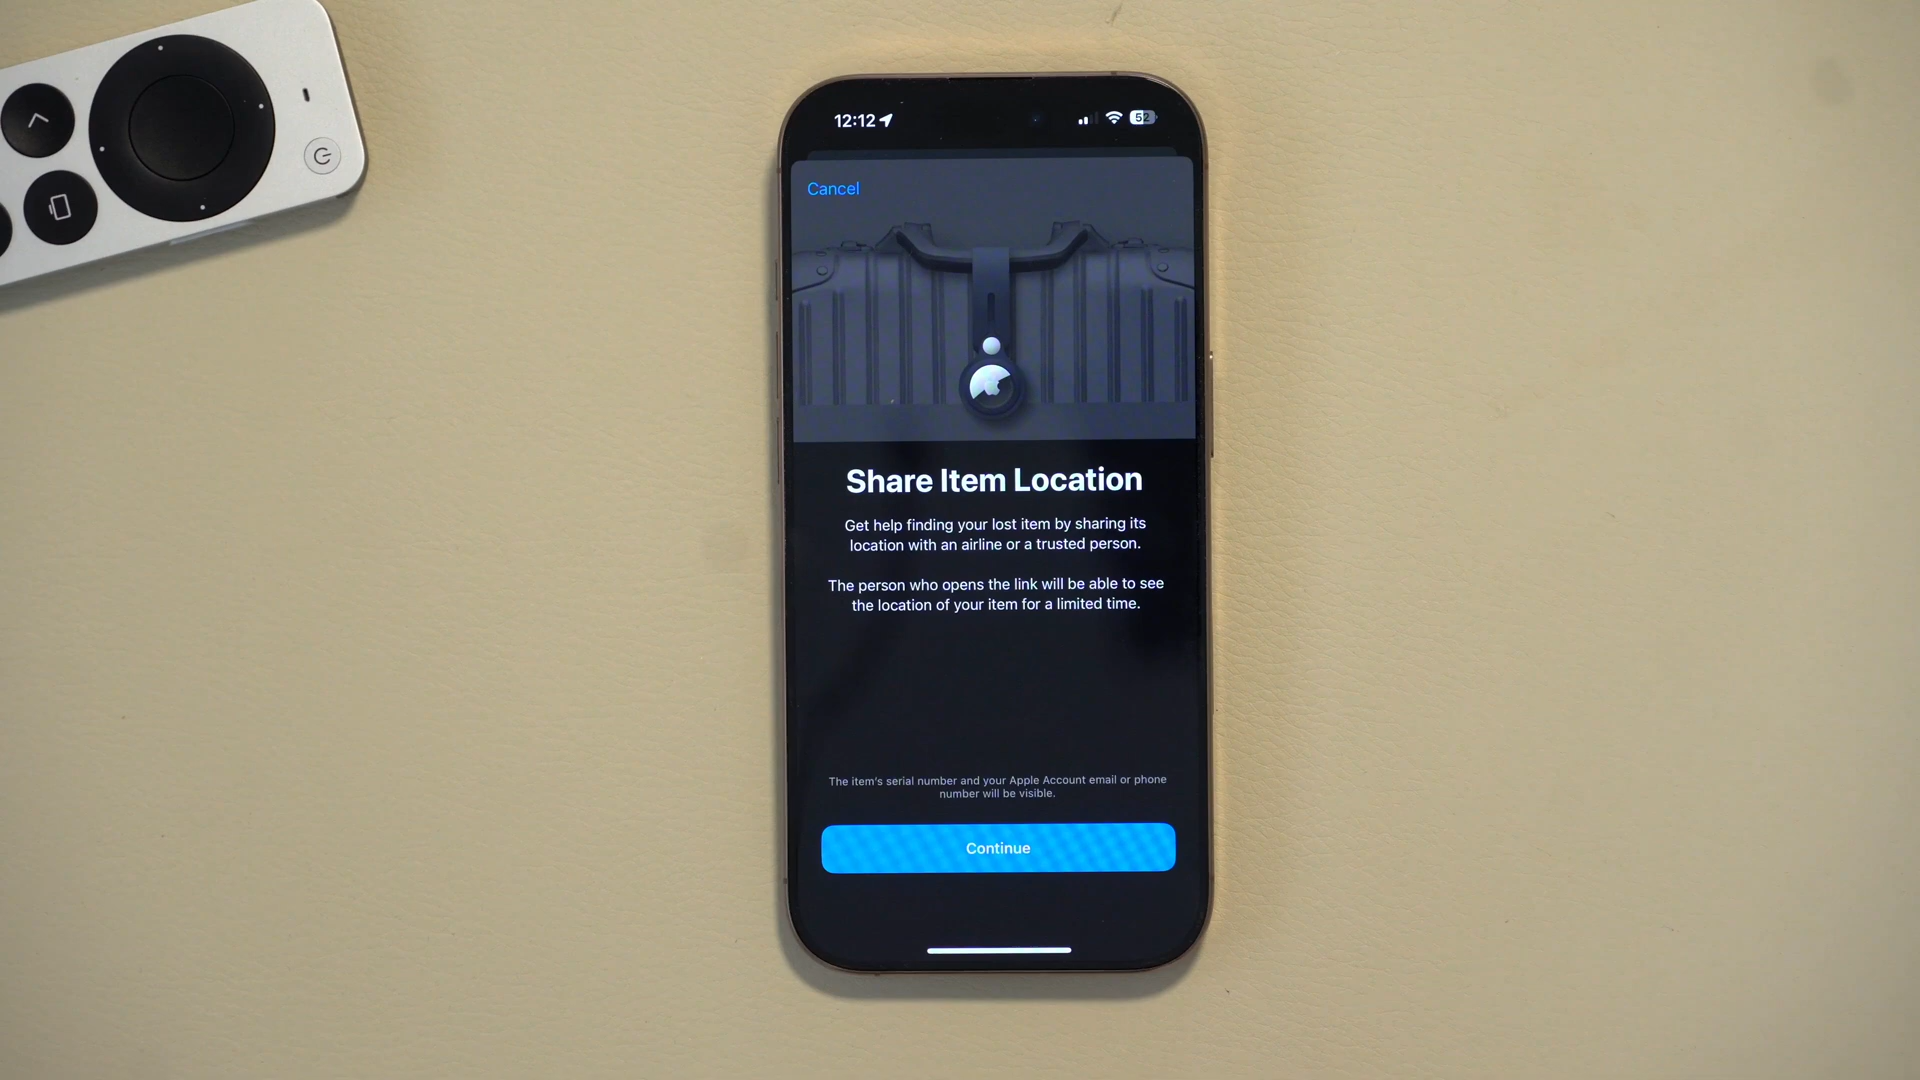 12:12
52
Cancel
Share Item Location
Get help finding your lost item by sharing its
location with an airline or a trusted person.
The person who opens the link will be able to see
the location of your item for a limited time.
The item's serial number and your Apple Account email or phone
number will be visible.
Continue